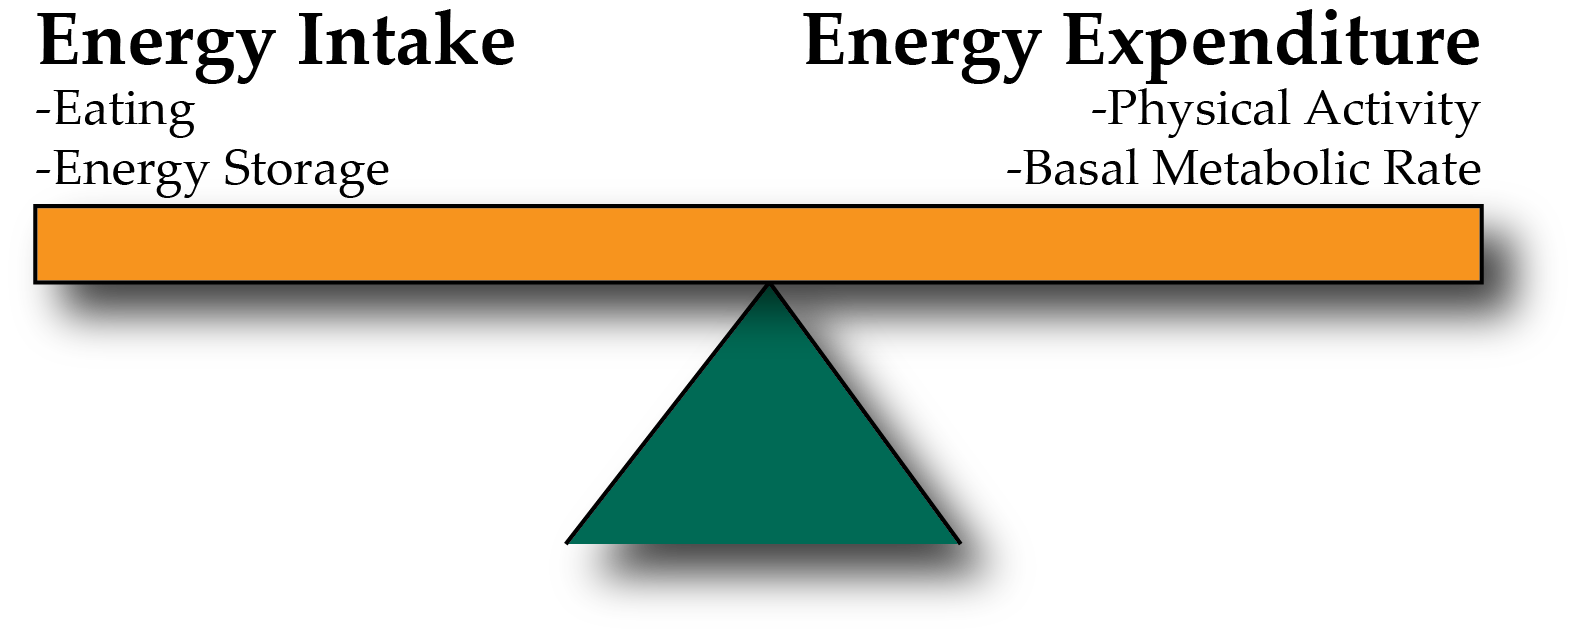 Energy Intake
-Eating
-Energy Storage
Energy Expenditure
-Physical Activity
-Basal Metabolic Rate